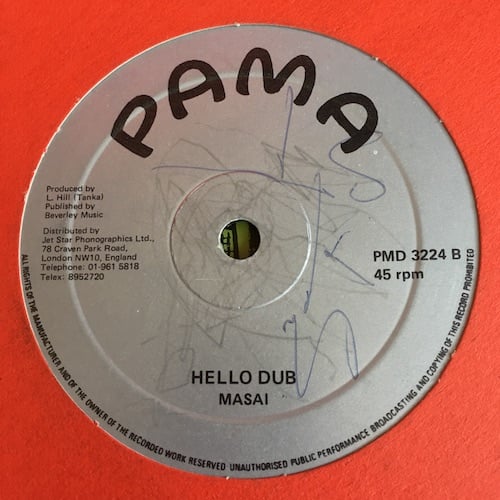 PAMA
Produced by
L. Hill (Tanka)
Published by
Beverley Music
Distributed by
Jet Star Phonographics Ltd.,
78 Craven Park Road,
London NW10, England
Telephone: 01-961 5818
Telex: 8952720
PMD 3224 B
45 rpm
HELLO DUB
MASAI
ALL RIGHTS OF THE MANUFACTURER AND OF THE OWNER OF THE RECORDED WORK RESERVED UNAUTHORISED PUBLIC PERFORMANCE BROADCASTING AND COPYING OF THIS RECORD PROHIBITED